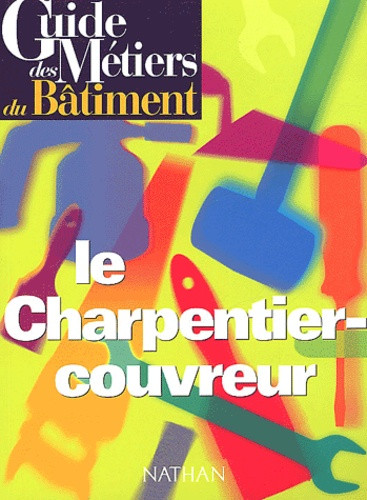 Guide
des Métiers
du Bâtiment
le
Charpentier-
couvreur
NATHAN